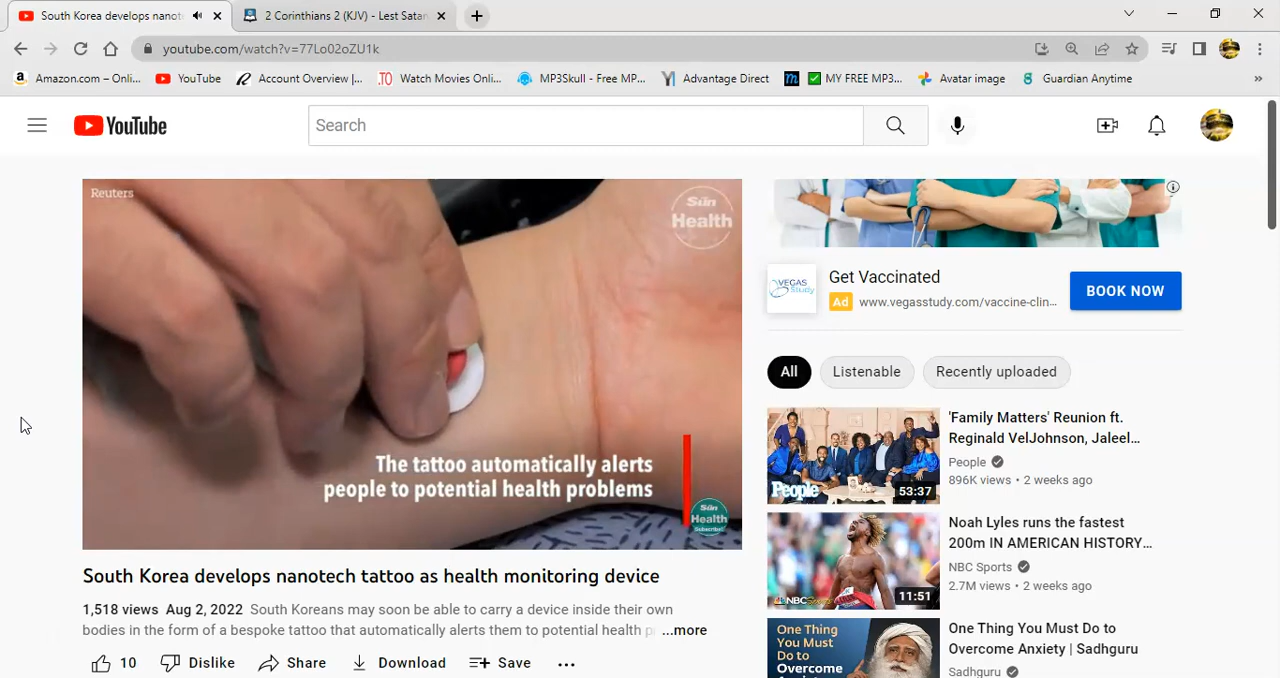 South Korea develops nanot
2 Corinthians 2 (KJV) - Lest Satan
youtube.com/watch?v=77Lo02oZU1k
Amazon.com – Onli...
YouTube
Account Overview |...
.TO Watch Movies Onli...
MP3Skull - Free MP...
Advantage Direct
m
MY FREE MP3...
Avatar image
Guardian Anytime
»
YouTube
Search
Reuters
Sun
Health
The tattoo automatically alerts
people to potential health problems
Sun
Health
Subscribe!
South Korea develops nanotech tattoo as health monitoring device
1,518 views Aug 2, 2022 South Koreans may soon be able to carry a device inside their own
bodies in the form of a bespoke tattoo that automatically alerts them to potential health p ...more
10
Dislike
Share
Download
Save
...
VEGAS
Study
Get Vaccinated
Ad www.vegasstudy.com/vaccine-clin...
BOOK NOW
All
Listenable
Recently uploaded
People
53:37
'Family Matters' Reunion ft.
Reginald VelJohnson, Jaleel...
People
896K views • 2 weeks ago
NBC SPORTS
11:51
Noah Lyles runs the fastest
200m IN AMERICAN HISTORY...
NBC Sports
2.7M views • 2 weeks ago
One Thing You
Must Do to
Overcome
Anxiety
One Thing You Must Do to
Overcome Anxiety | Sadhguru
Sadhguru